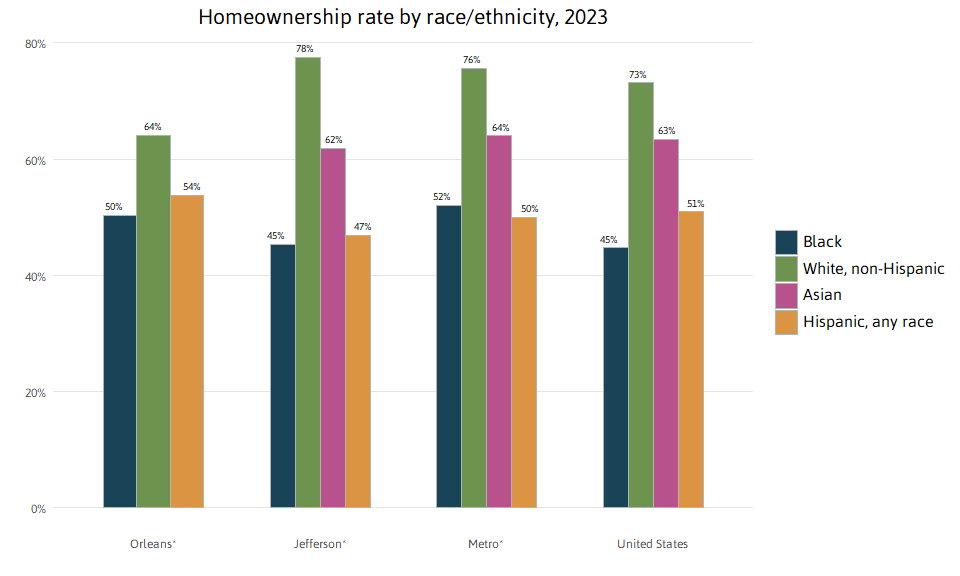 Homeownership rate by race/ethnicity, 2023
80%
60%
40%
20%
0%
50%
64%
54%
45%
78%
62%
47%
52%
76%
64%
50%
45%
73%
63%
51%
Orleans*
Jefferson*
Metro*
United States
Black
White, non-Hispanic
Asian
Hispanic, any race